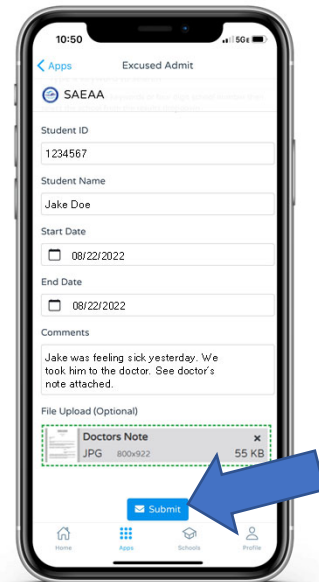 10:50
5GE
Apps
Excused Admit
SAEAA
Student ID
1234567
Student Name
Jake Doe
Start Date
08/22/2022
End Date
08/22/2022
Comments
Jake was feeling sick yesterday. We
took him to the doctor. See doctor's
note attached.
File Upload (Optional)
Doctors Note ×
JPG 800x922 55 KB
Submit
Home Apps Schools Profile